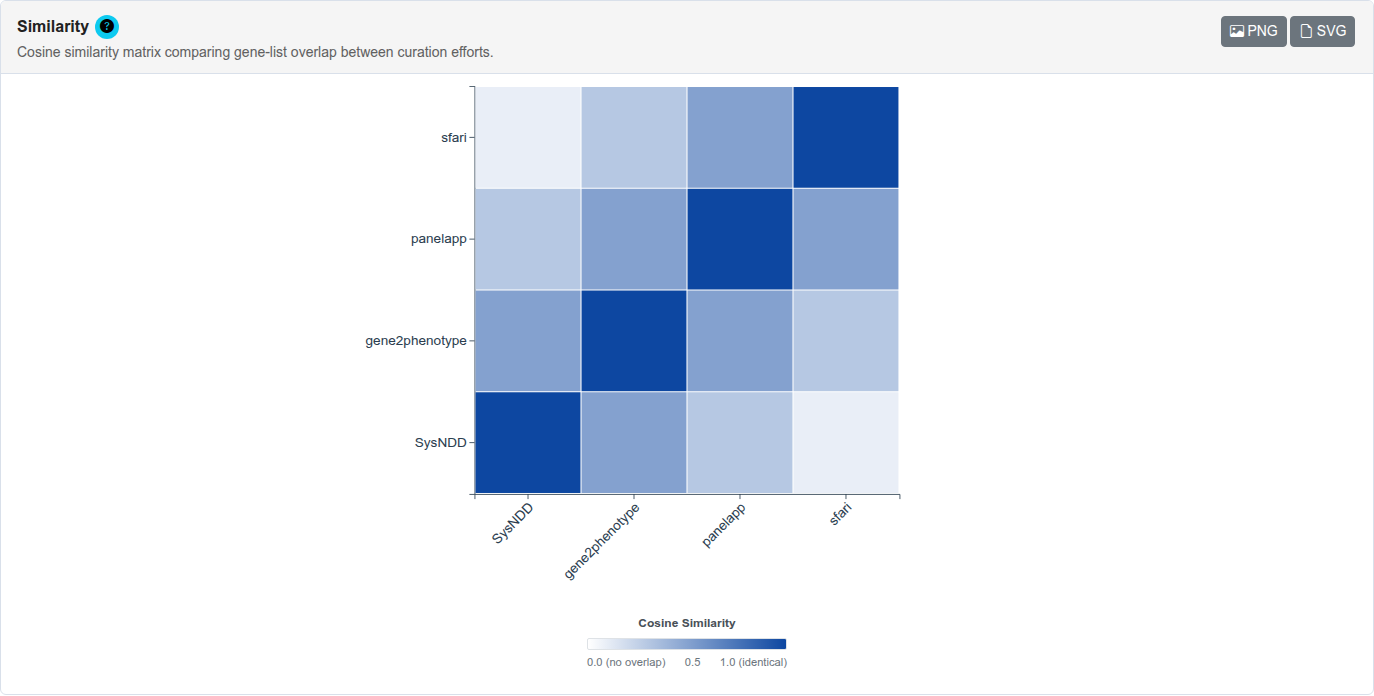 Similarity ?
Cosine similarity matrix comparing gene-list overlap between curation efforts.
PNG
SVG
sfari
panelapp
gene2phenotype
SysNDD
SysNDD
gene2phenotype
panelapp
sfari
Cosine Similarity
0.0 (no overlap) 0.5 1.0 (identical)